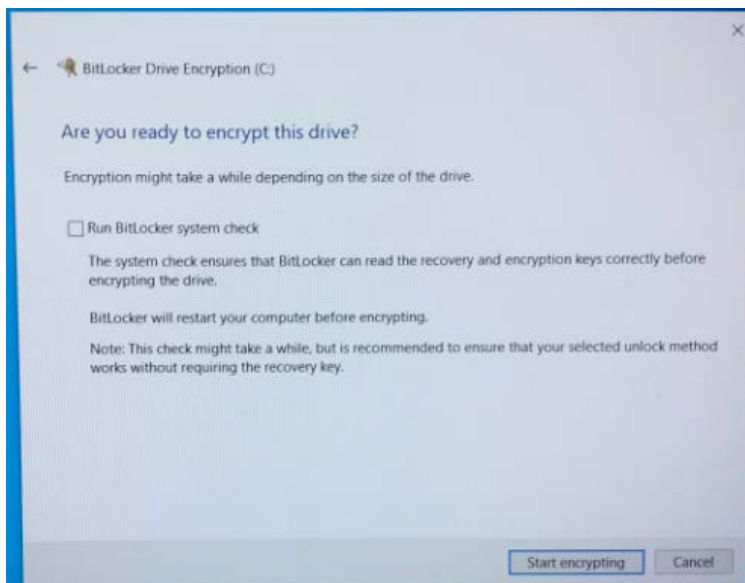 BitLocker Drive Encryption (C:)
Are you ready to encrypt this drive?
Encryption might take a while depending on the size of the drive.
Run BitLocker system check
The system check ensures that BitLocker can read the recovery and encryption keys correctly before
encrypting the drive.
BitLocker will restart your computer before encrypting.
Note: This check might take a while, but is recommended to ensure that your selected unlock method
works without requiring the recovery key.
Start encrypting Cancel